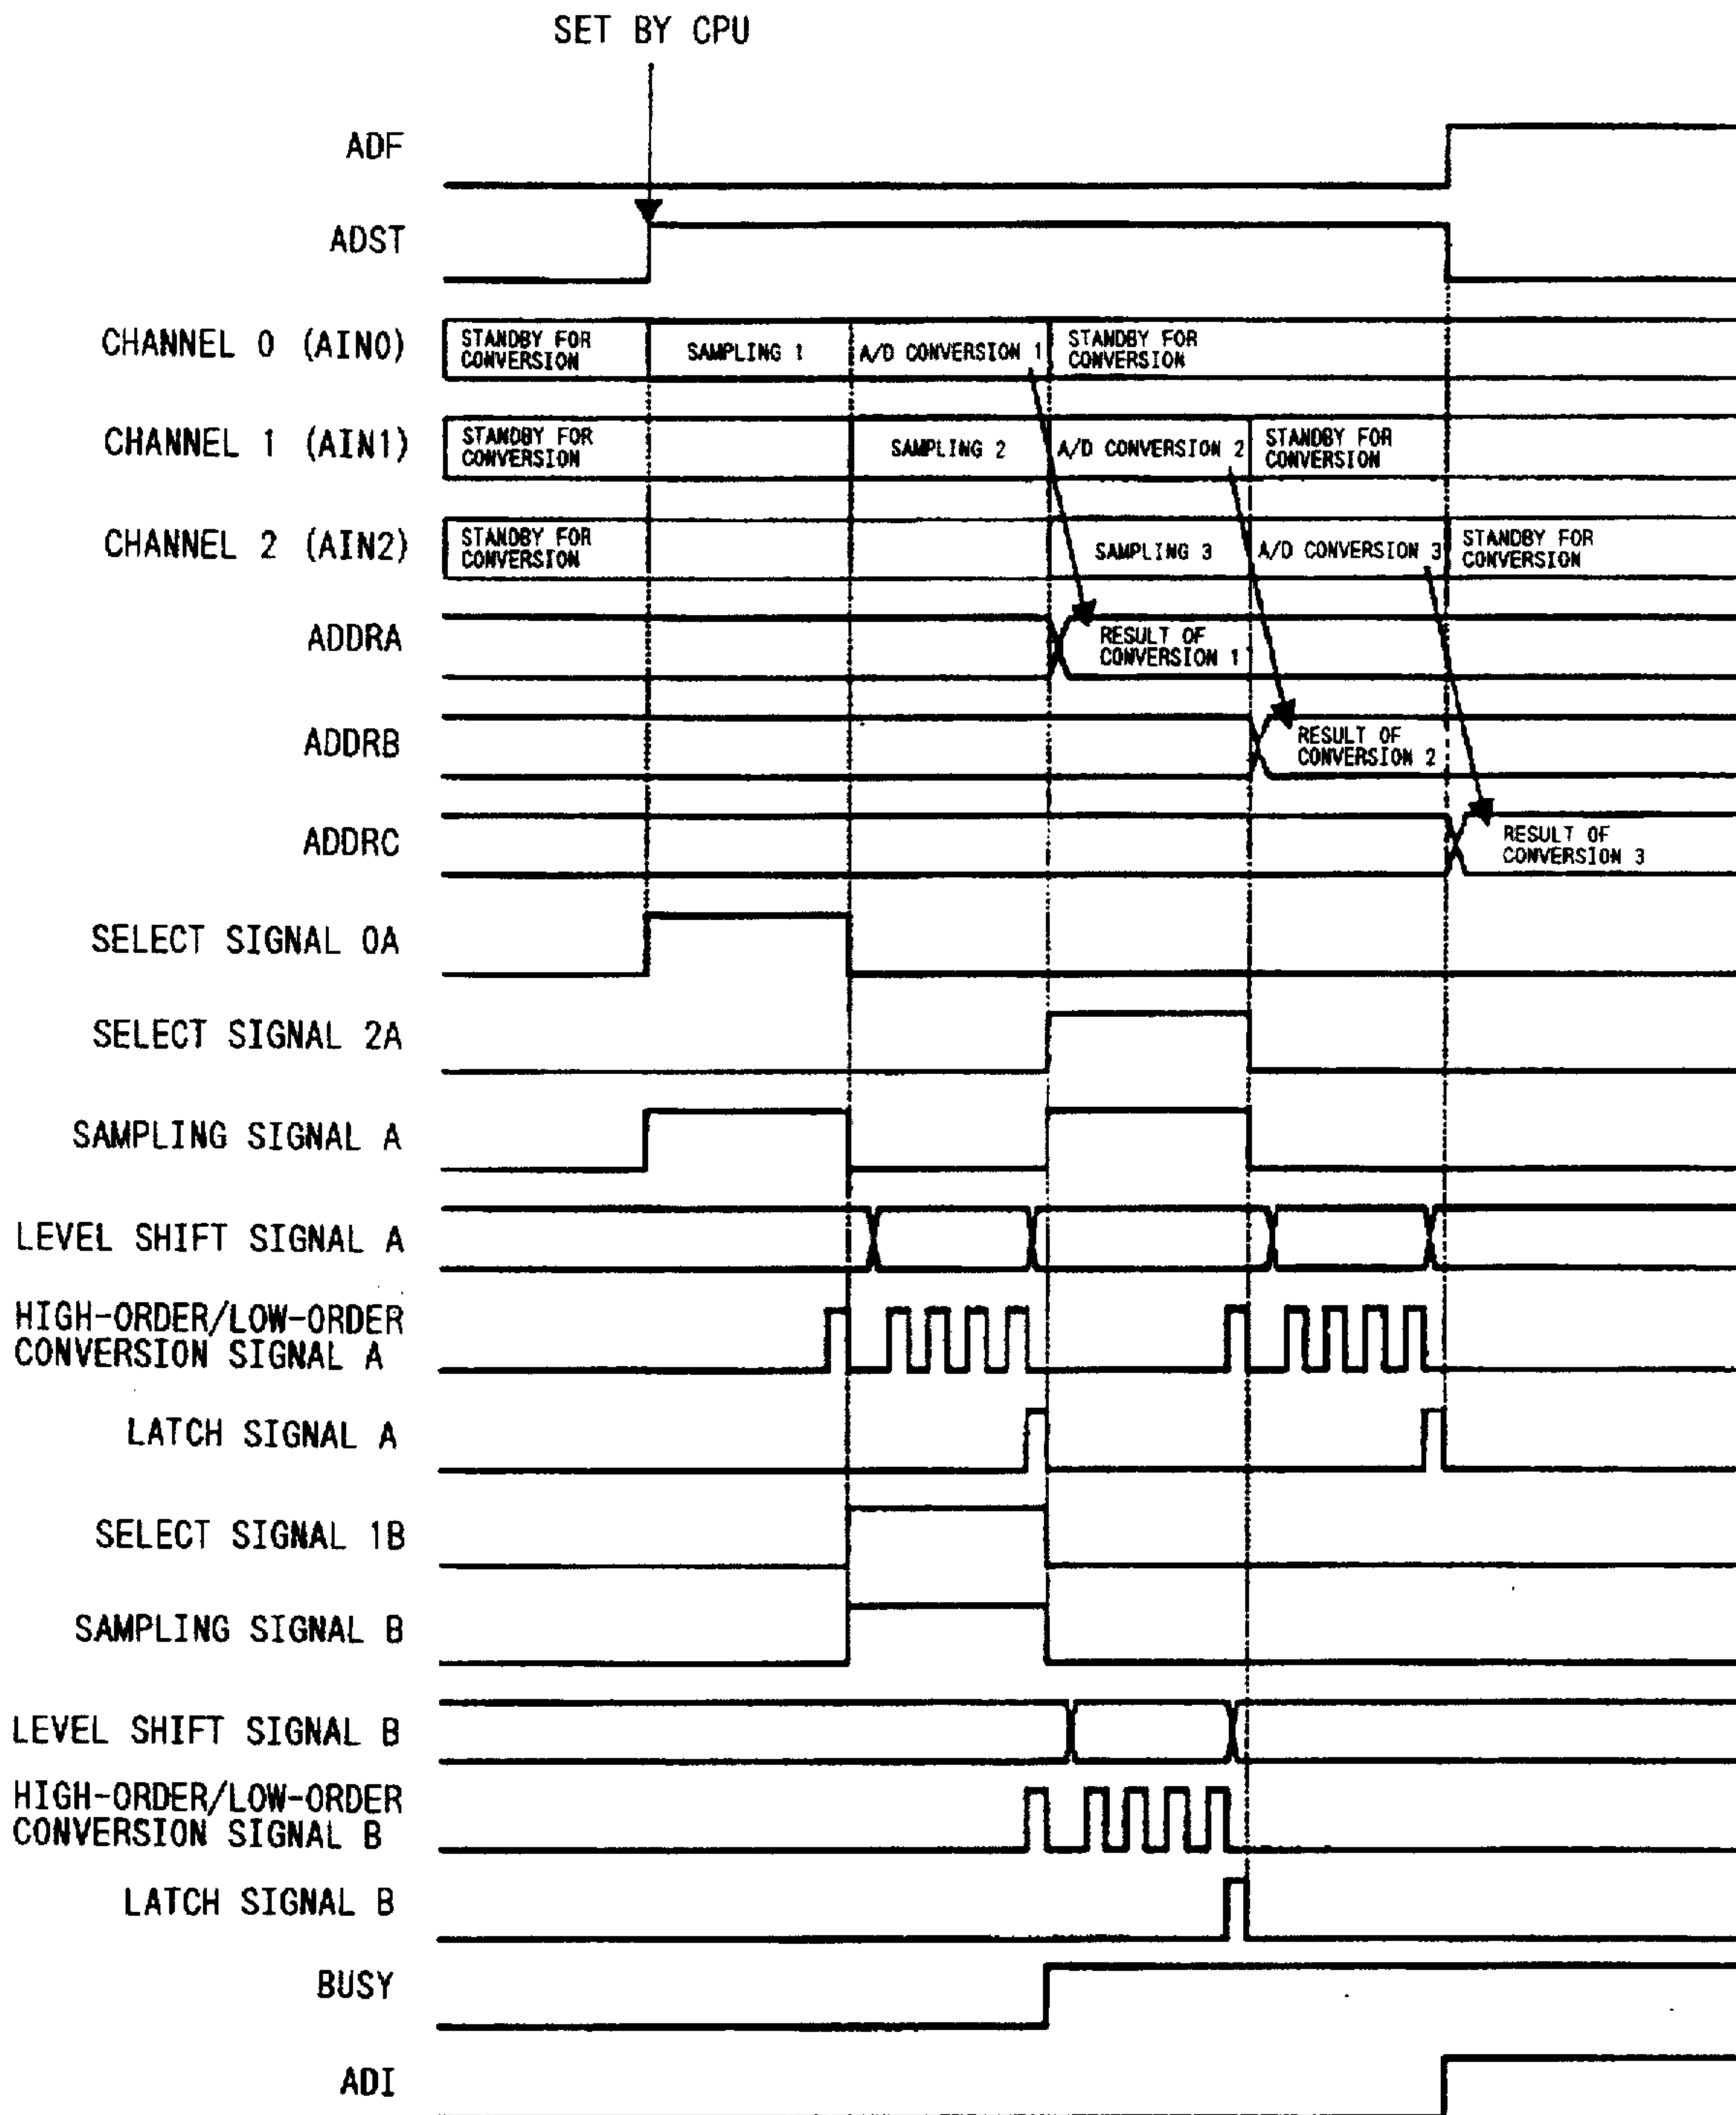 SET BY CPU
ADF
ADST
CHANNEL 0 (AIN0)
STANDBY FOR
CONVERSION
SAMPLING 1
A/D CONVERSION 1
STANDBY FOR
CONVERSION
CHANNEL 1 (AIN1)
STANDBY FOR
CONVERSION
SAMPLING 2
A/D CONVERSION 2
STANDBY FOR
CONVERSION
CHANNEL 2 (AIN2)
STANDBY FOR
CONVERSION
SAMPLING 3
A/D CONVERSION 3
STANDBY FOR
CONVERSION
ADDRA
RESULT OF
CONVERSION 1
ADDRB
RESULT OF
CONVERSION 2
ADDRC
RESULT OF
CONVERSION 3
SELECT SIGNAL 0A
SELECT SIGNAL 2A
SAMPLING SIGNAL A
LEVEL SHIFT SIGNAL A
HIGH-ORDER/LOW-ORDER
CONVERSION SIGNAL A
LATCH SIGNAL A
SELECT SIGNAL 1B
SAMPLING SIGNAL B
LEVEL SHIFT SIGNAL B
HIGH-ORDER/LOW-ORDER
CONVERSION SIGNAL B
LATCH SIGNAL B
BUSY
ADI